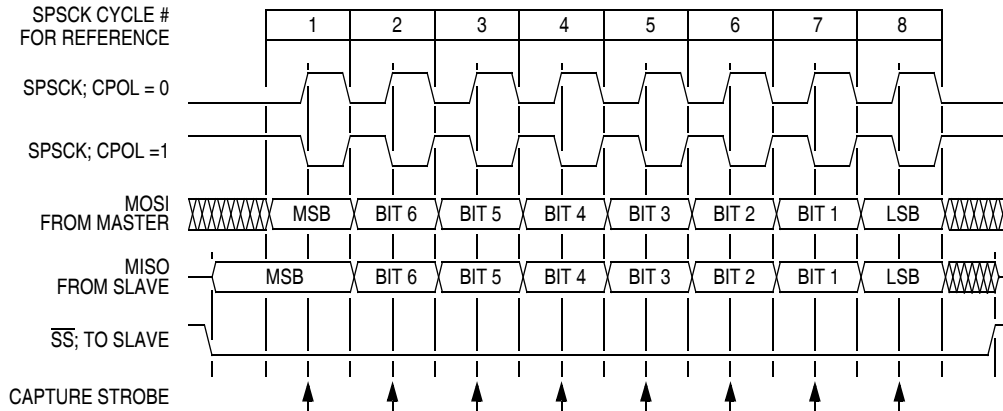 SPSCK CYCLE #
FOR REFERENCE
1 2 3 4 5 6 7 8
SPSCK; CPOL = 0
SPSCK; CPOL =1
MOSI
FROM MASTER
MSB BIT 6 BIT 5 BIT 4 BIT 3 BIT 2 BIT 1 LSB
MISO
FROM SLAVE
MSB BIT 6 BIT 5 BIT 4 BIT 3 BIT 2 BIT 1 LSB
SS; TO SLAVE
CAPTURE STROBE